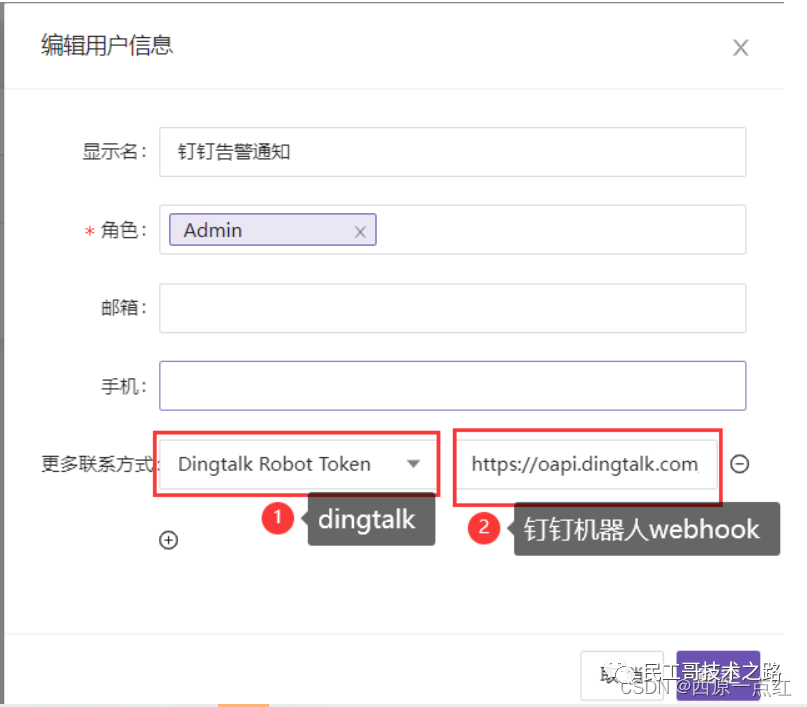 编辑用户信息
显示名：
钉钉告警通知
* 角色：
Admin
邮箱：
手机：
更多联系方式：
Dingtalk Robot Token
https://oapi.dingtalk.com
1
dingtalk
2
钉钉机器人webhook
取消
民工哥技术之路
CSDN @西原一点红